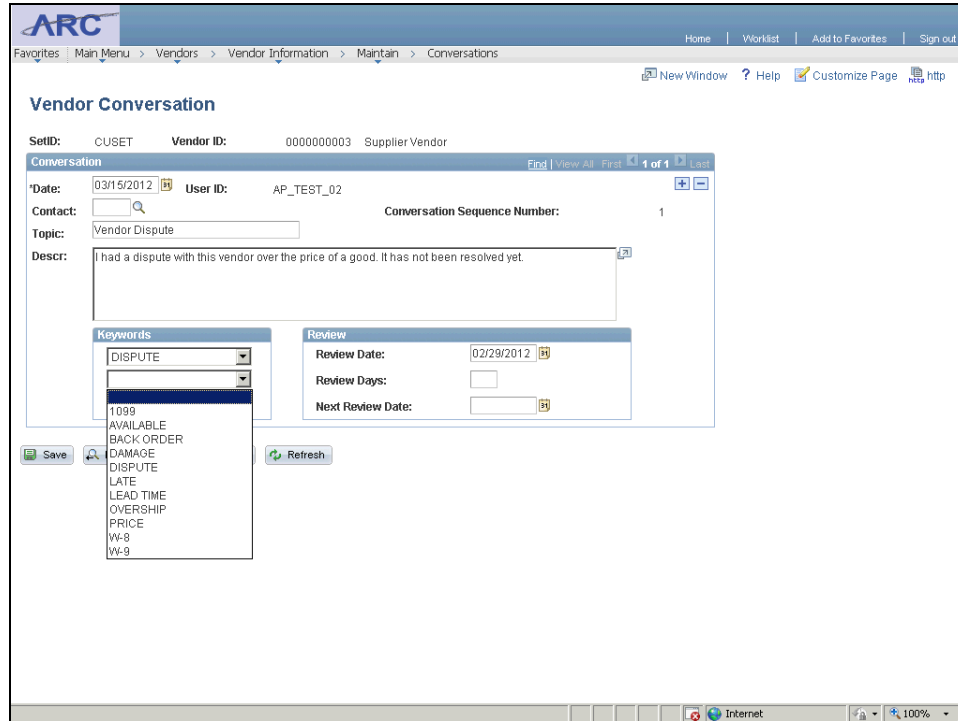 ARC
Home | Worklist | Add to Favorites | Sign out
Favorites Main Menu > Vendors > Vendor Information > Maintain > Conversations
New Window ? Help Customize Page http
Vendor Conversation
SetID: CUSET Vendor ID: 0000000003 Supplier Vendor
Conversation Find | View All First 1 of 1 Last
*Date: 03/15/2012 User ID: AP_TEST_02
Contact: Conversation Sequence Number: 1
Topic: Vendor Dispute
Descr: I had a dispute with this vendor over the price of a good. It has not been resolved yet.
Keywords Review
DISPUTE Review Date: 02/29/2012
Review Days:
Next Review Date:
1099
AVAILABLE
BACK ORDER
DAMAGE
DISPUTE
LATE
LEAD TIME
OVERSHIP
PRICE
W-8
W-9
Save Refresh
Internet 100%